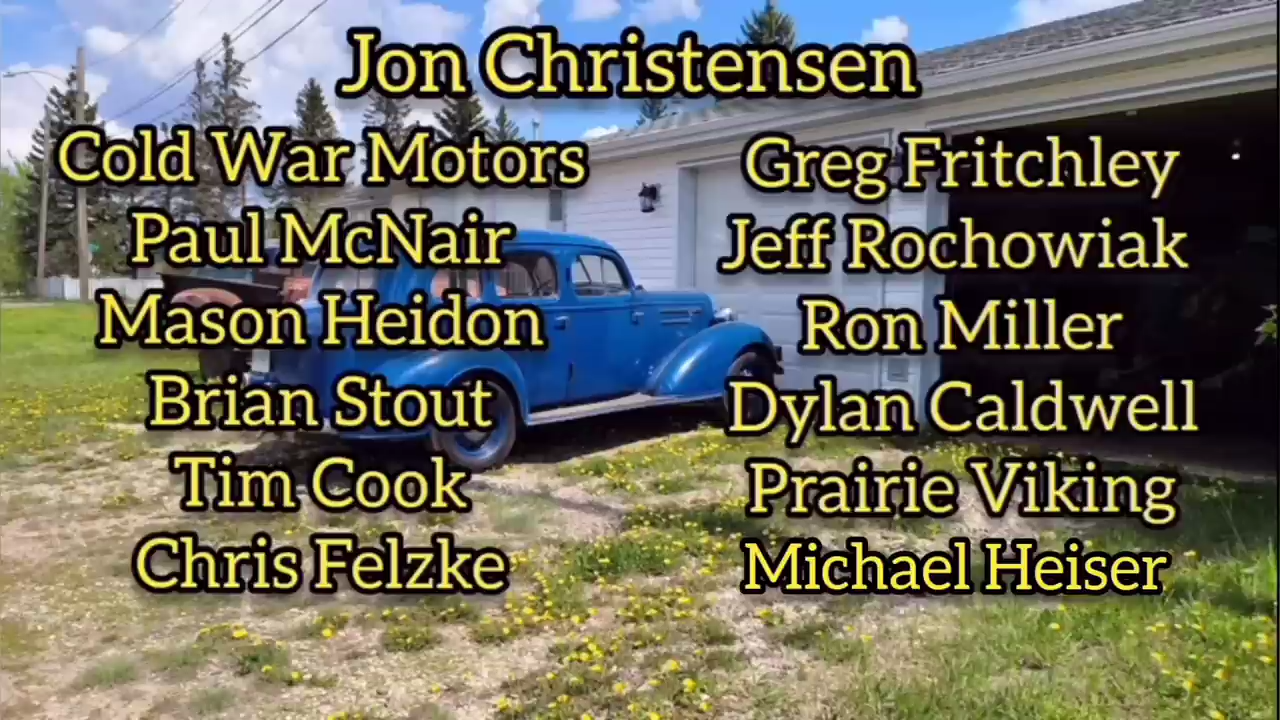 Jon Christensen
Cold War Motors
Paul McNair
Mason Heidon
Brian Stout
Tim Cook
Chris Felzke
Greg Fritchley
Jeff Rochowiak
Ron Miller
Dylan Caldwell
Prairie Viking
Michael Heiser